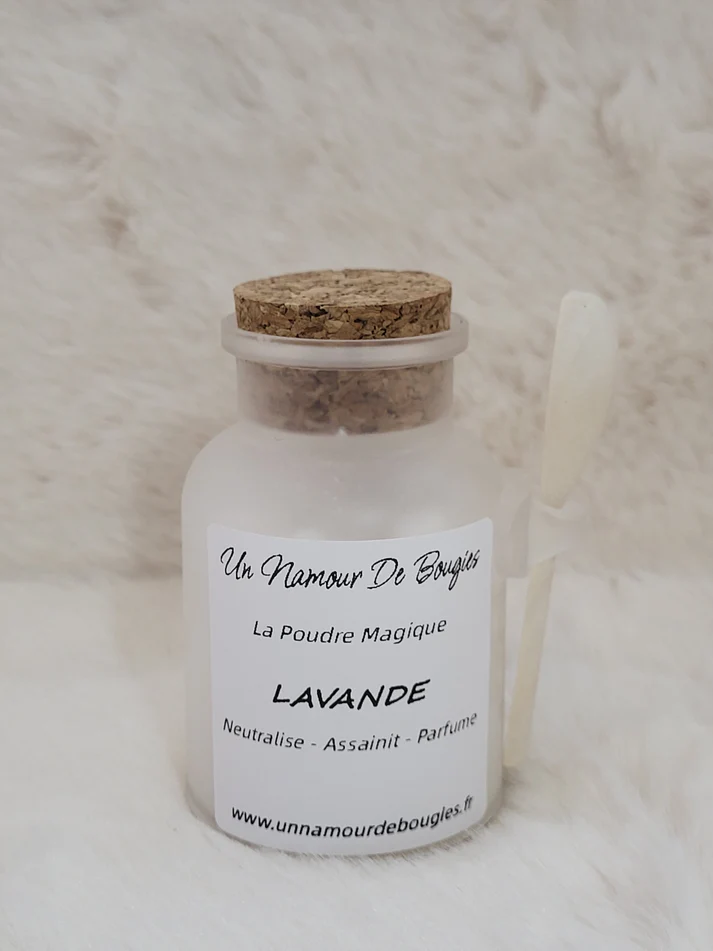 Un Namour De Bougies
La Poudre Magique
LAVANDE
Neutralise - Assainit - Parfume
www.unnamourdebougies.fr